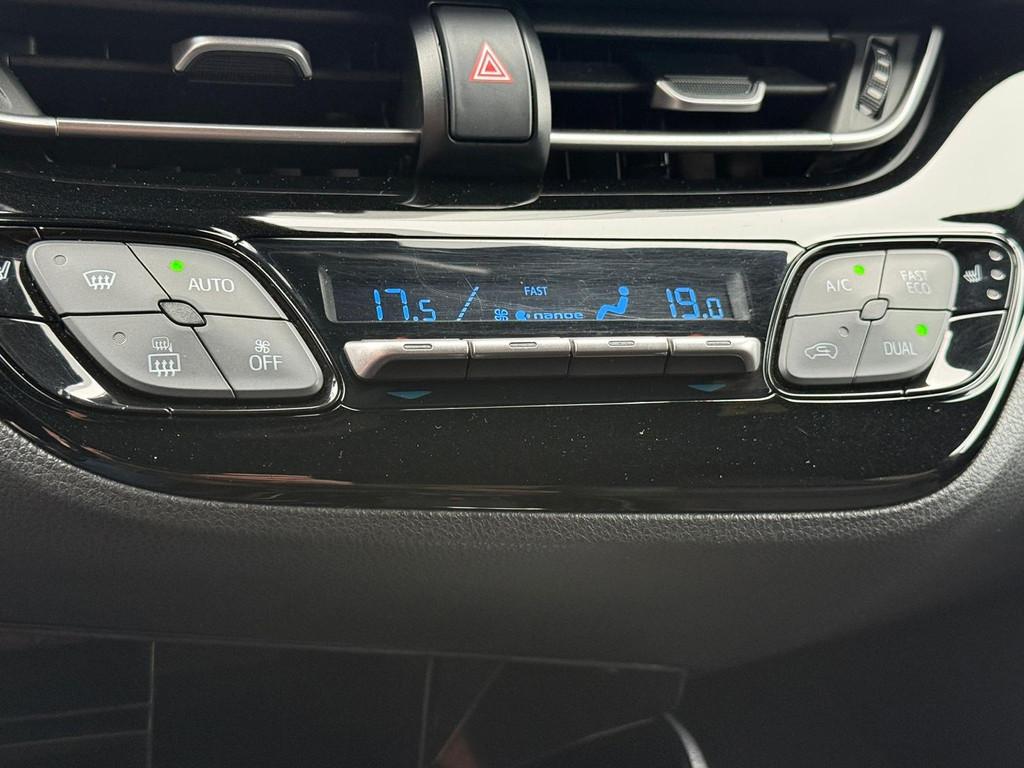 AUTO
OFF
17.5
FAST
nanoe
19.0
A/C
FAST
ECO
DUAL